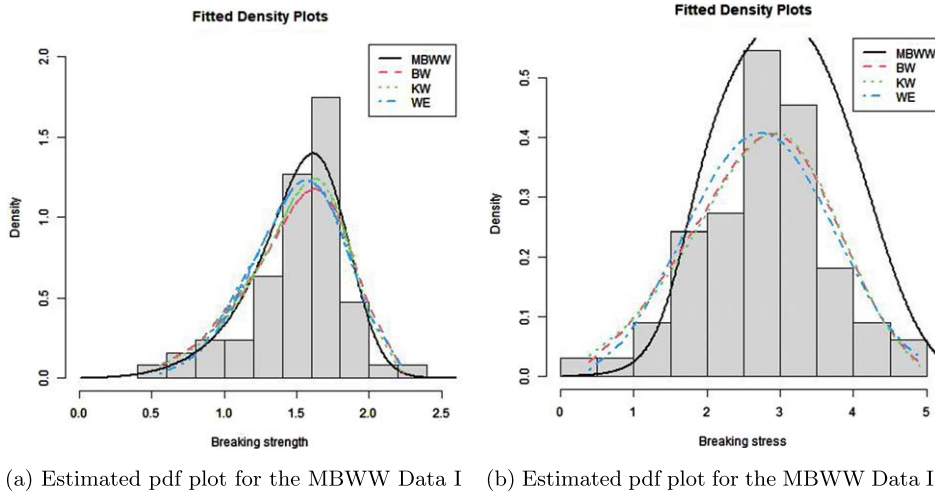 Fitted Density Plots
MBWW
BW
KW
WE
Density
0.0
0.5
1.0
1.5
2.0
0.0 0.5 1.0 1.5 2.0 2.5
Breaking strength
(a) Estimated pdf plot for the MBWW Data I
Fitted Density Plots
MBWW
BW
KW
WE
Density
0.0
0.1
0.2
0.3
0.4
0.5
0 1 2 3 4 5
Breaking stress
(b) Estimated pdf plot for the MBWW Data I